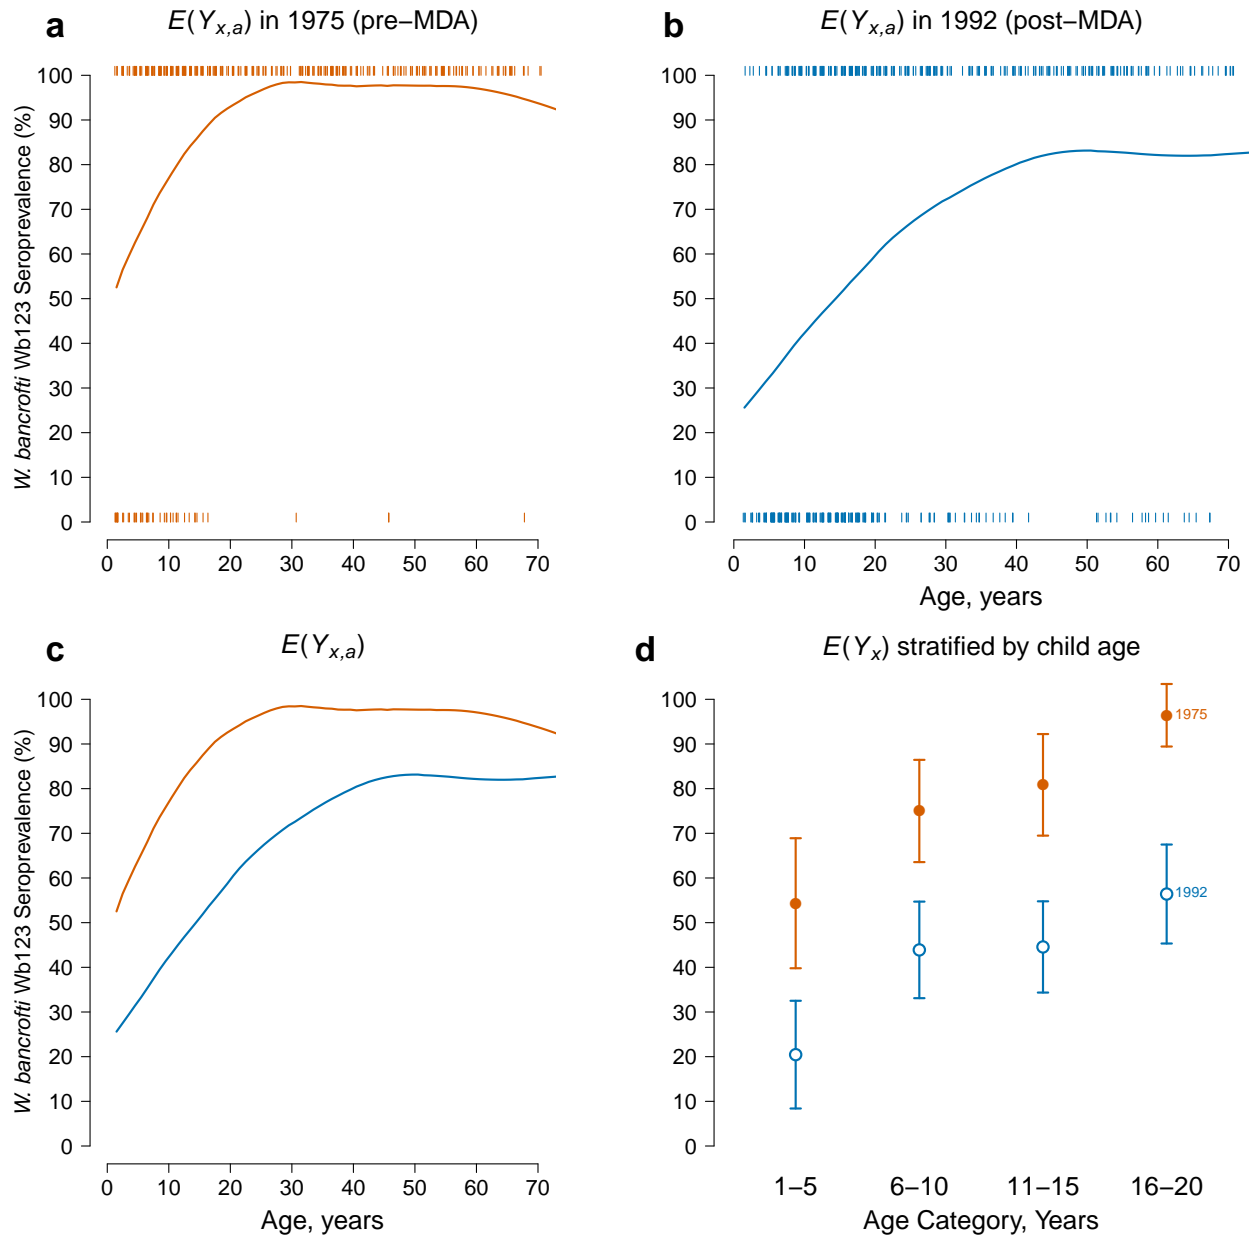 a
E(Yx,a) in 1975 (pre−MDA)
W. bancrofti Wb123 Seroprevalence (%)
100
90
80
70
60
50
40
30
20
10
0
0 10 20 30 40 50 60 70
b
E(Yx,a) in 1992 (post−MDA)
100
90
80
70
60
50
40
30
20
10
0
0 10 20 30 40 50 60 70
Age, years
c
E(Yx,a)
W. bancrofti Wb123 Seroprevalence (%)
100
90
80
70
60
50
40
30
20
10
0
0 10 20 30 40 50 60 70
Age, years
d
E(Yx) stratified by child age
100
90
80
70
60
50
40
30
20
10
0
1975
1992
1−5 6−10 11−15 16−20
Age Category, Years